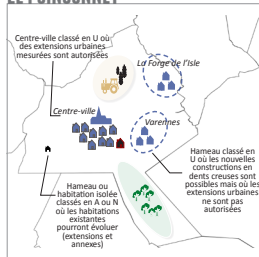 LE POINÇONNET
Centre-ville classé en U où
des extensions urbaines
mesurées sont autorisées
La Forge de l'Isle
Centre-ville
Varennes
Hameau ou
habitation isolée
classés en A ou N
où les habitations
existantes
pourront évoluer
(extensions et
annexes)
Hameau classé en
U où les nouvelles
constructions en
dents creuses sont
possibles mais où les
extensions urbaines
ne sont pas
autorisées